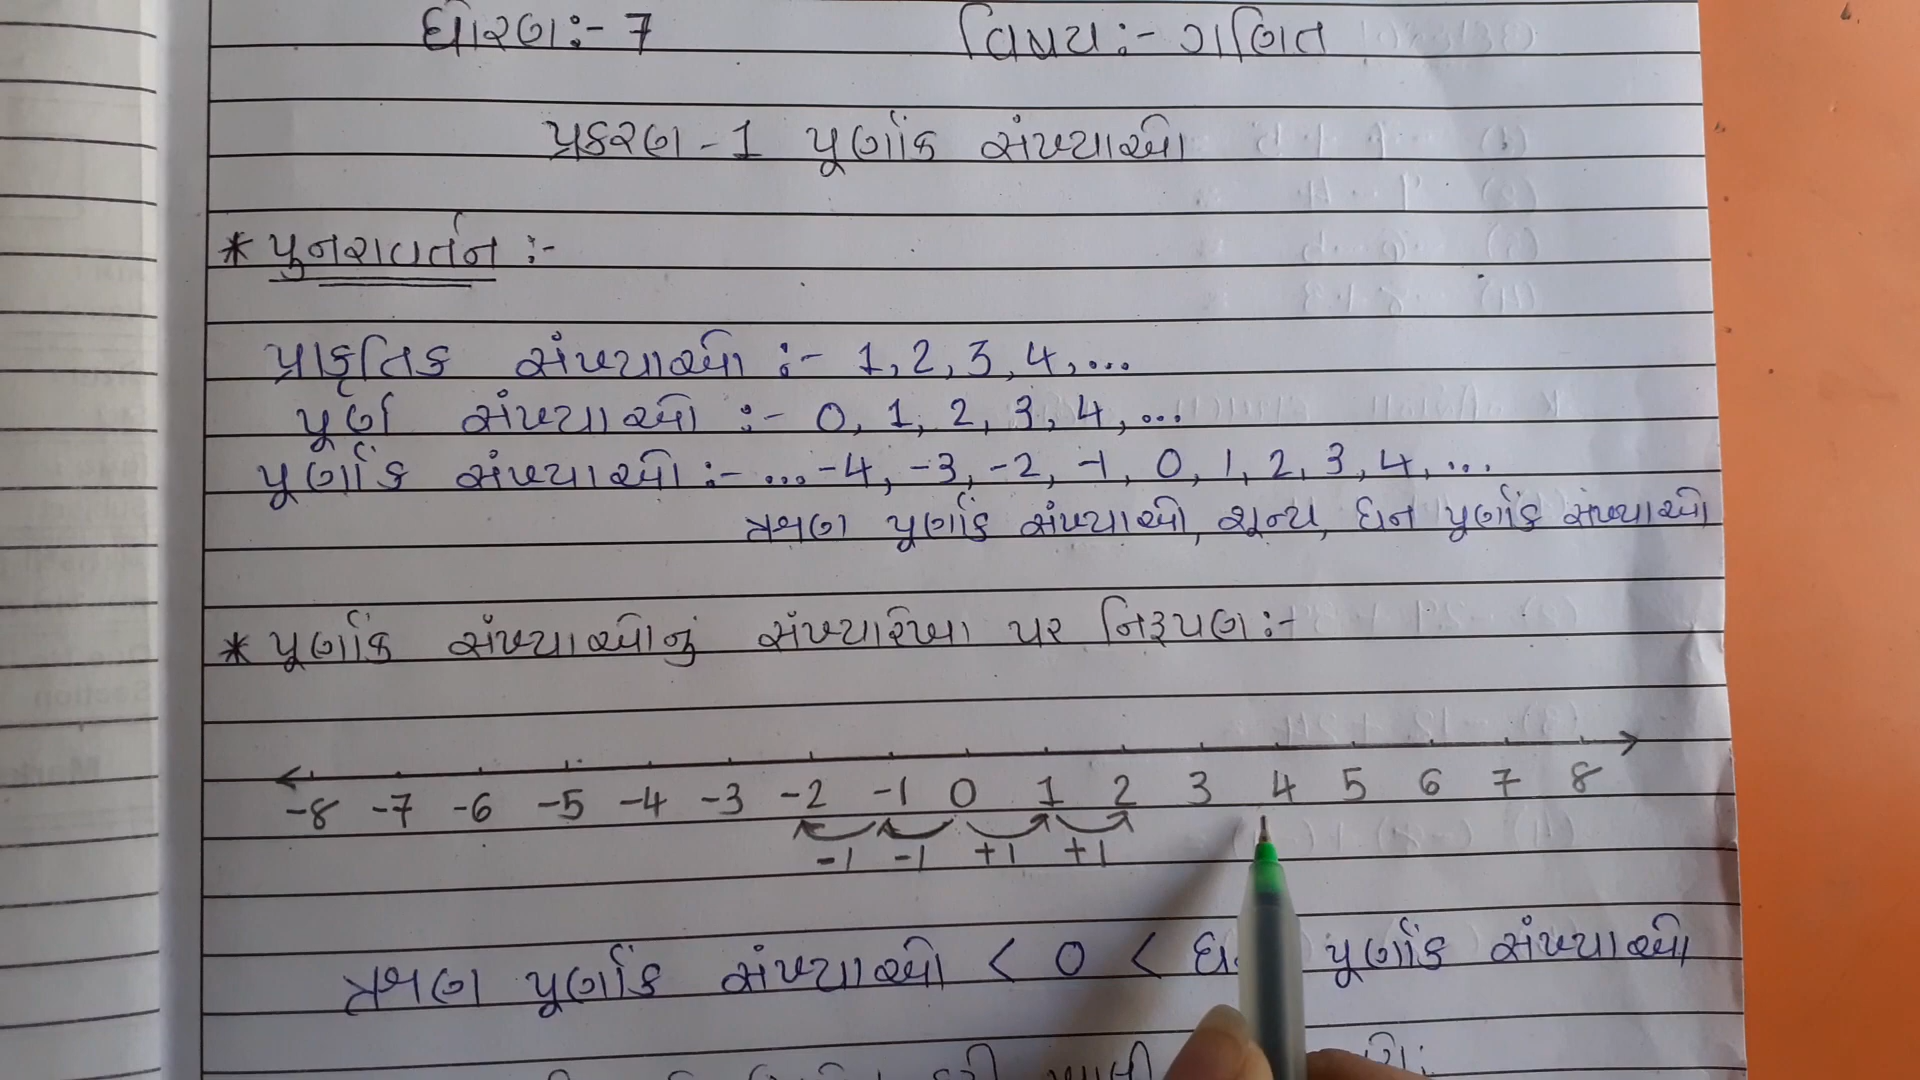 ધોરણ:- 7 વિષય:- ગણિત
પ્રકરણ - 1 પૂર્ણાંક સંખ્યાઓ
* પુનરાવર્તન :-
પ્રાકૃતિક સંખ્યાઓ :- 1, 2, 3, 4, ...
પૂર્ણ સંખ્યાઓ :- 0, 1, 2, 3, 4, ...
પૂર્ણાંક સંખ્યાઓ :- ... -4, -3, -2, -1, 0, 1, 2, 3, 4, ...
ઋણ પૂર્ણાંક સંખ્યાઓ, શૂન્ય, ધન પૂર્ણાંક સંખ્યાઓ
* પૂર્ણાંક સંખ્યાઓનું સંખ્યારેખા પર નિરૂપણ :-
-8 -7 -6 -5 -4 -3 -2 -1 0 1 2 3 4 5 6 7 8
-1 -1 +1 +1
ઋણ પૂર્ણાંક સંખ્યાઓ < 0 < પૂર્ણાંક સંખ્યાઓ